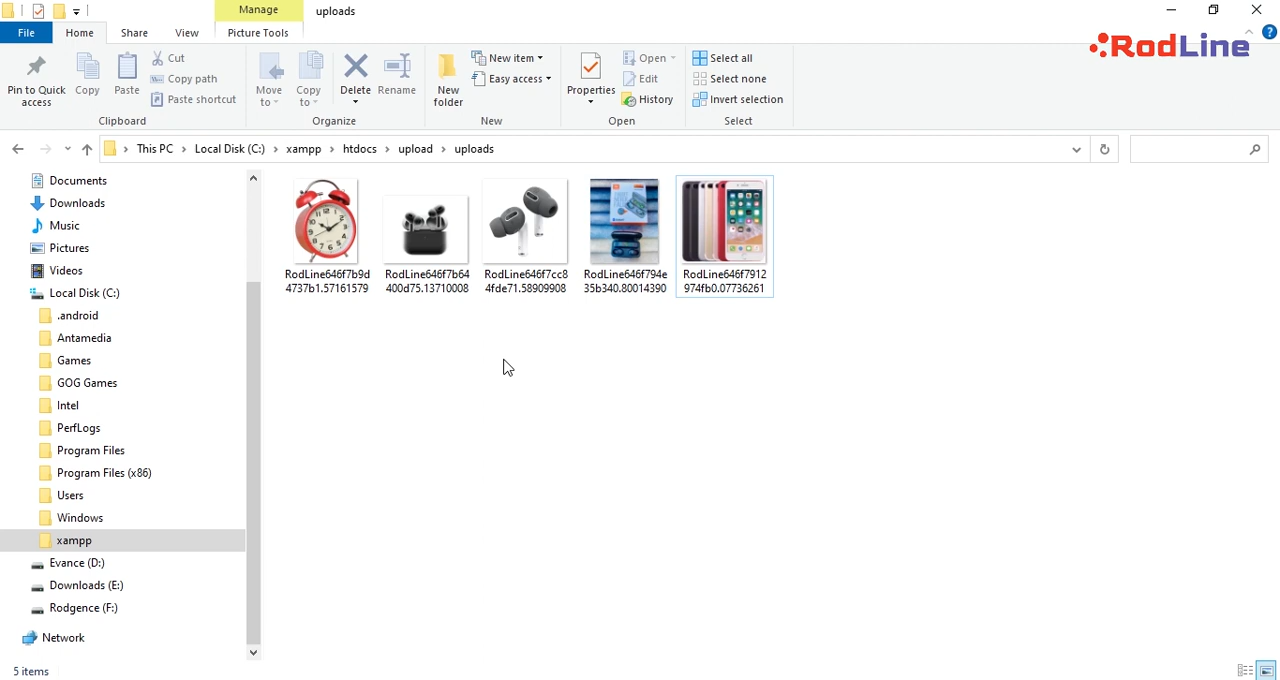 Manage
uploads
File
Home
Share
View
Picture Tools
RodLine
Pin to Quick access
Copy
Paste
Cut
Copy path
Paste shortcut
Clipboard
Move to
Copy to
Delete
Rename
Organize
New folder
New item
Easy access
New
Properties
Open
Edit
History
Open
Select all
Select none
Invert selection
Select
This PC > Local Disk (C:) > xampp > htdocs > upload > uploads
Documents
Downloads
Music
Pictures
Videos
Local Disk (C:)
.android
Antamedia
Games
GOG Games
Intel
PerfLogs
Program Files
Program Files (x86)
Users
Windows
xampp
Evance (D:)
Downloads (E:)
Rodgence (F:)
Network
RodLine646f7b9d
4737b1.57161579
RodLine646f7b64
400d75.13710008
RodLine646f7cc8
4fde71.58909908
RodLine646f794e
35b340.80014390
RodLine646f7912
974fb0.07736261
5 items